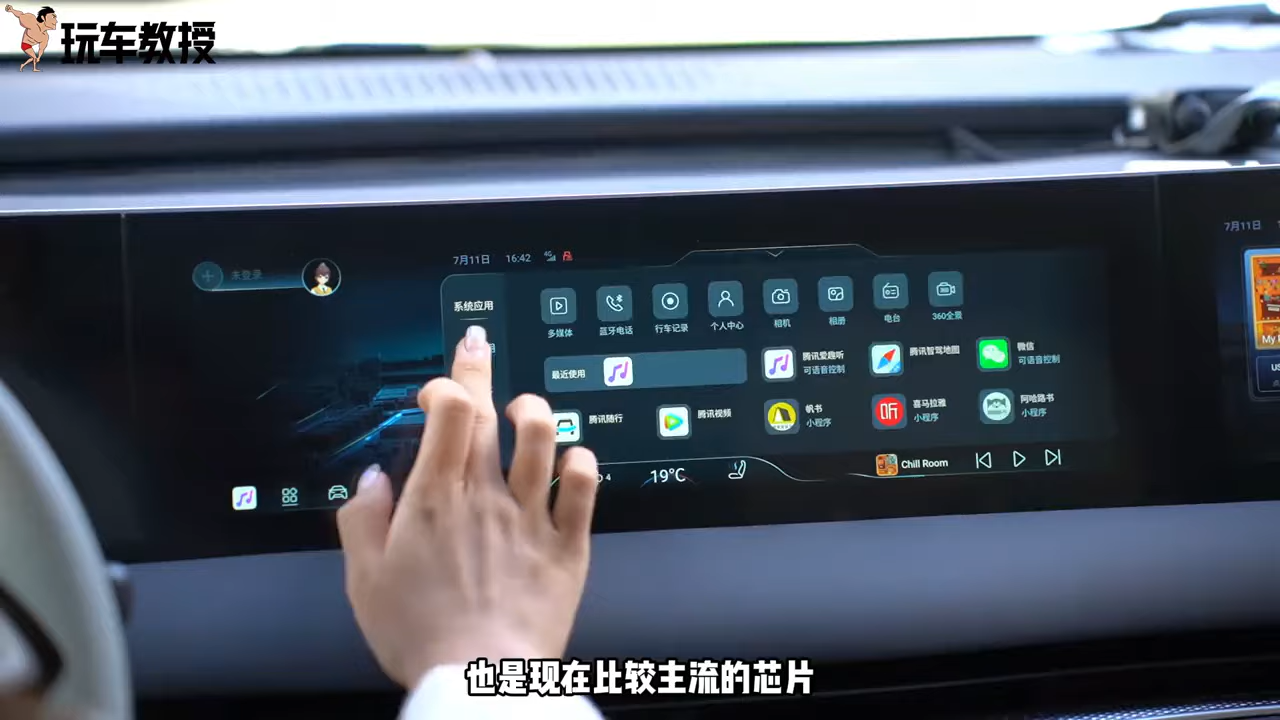 玩车教授
7月11日 16:42 4G
7月11日
未登录
系统应用
多媒体
蓝牙电话
行车记录
个人中心
相机
相册
电台
360全景
最近使用
腾讯爱趣听
可语音控制
腾讯智驾地图
微信
可语音控制
腾讯随行
腾讯视频
帆书
小程序
听
喜马拉雅
小程序
阿哈路书
小程序
4
19°C
Chill Room
也是现在比较主流的芯片